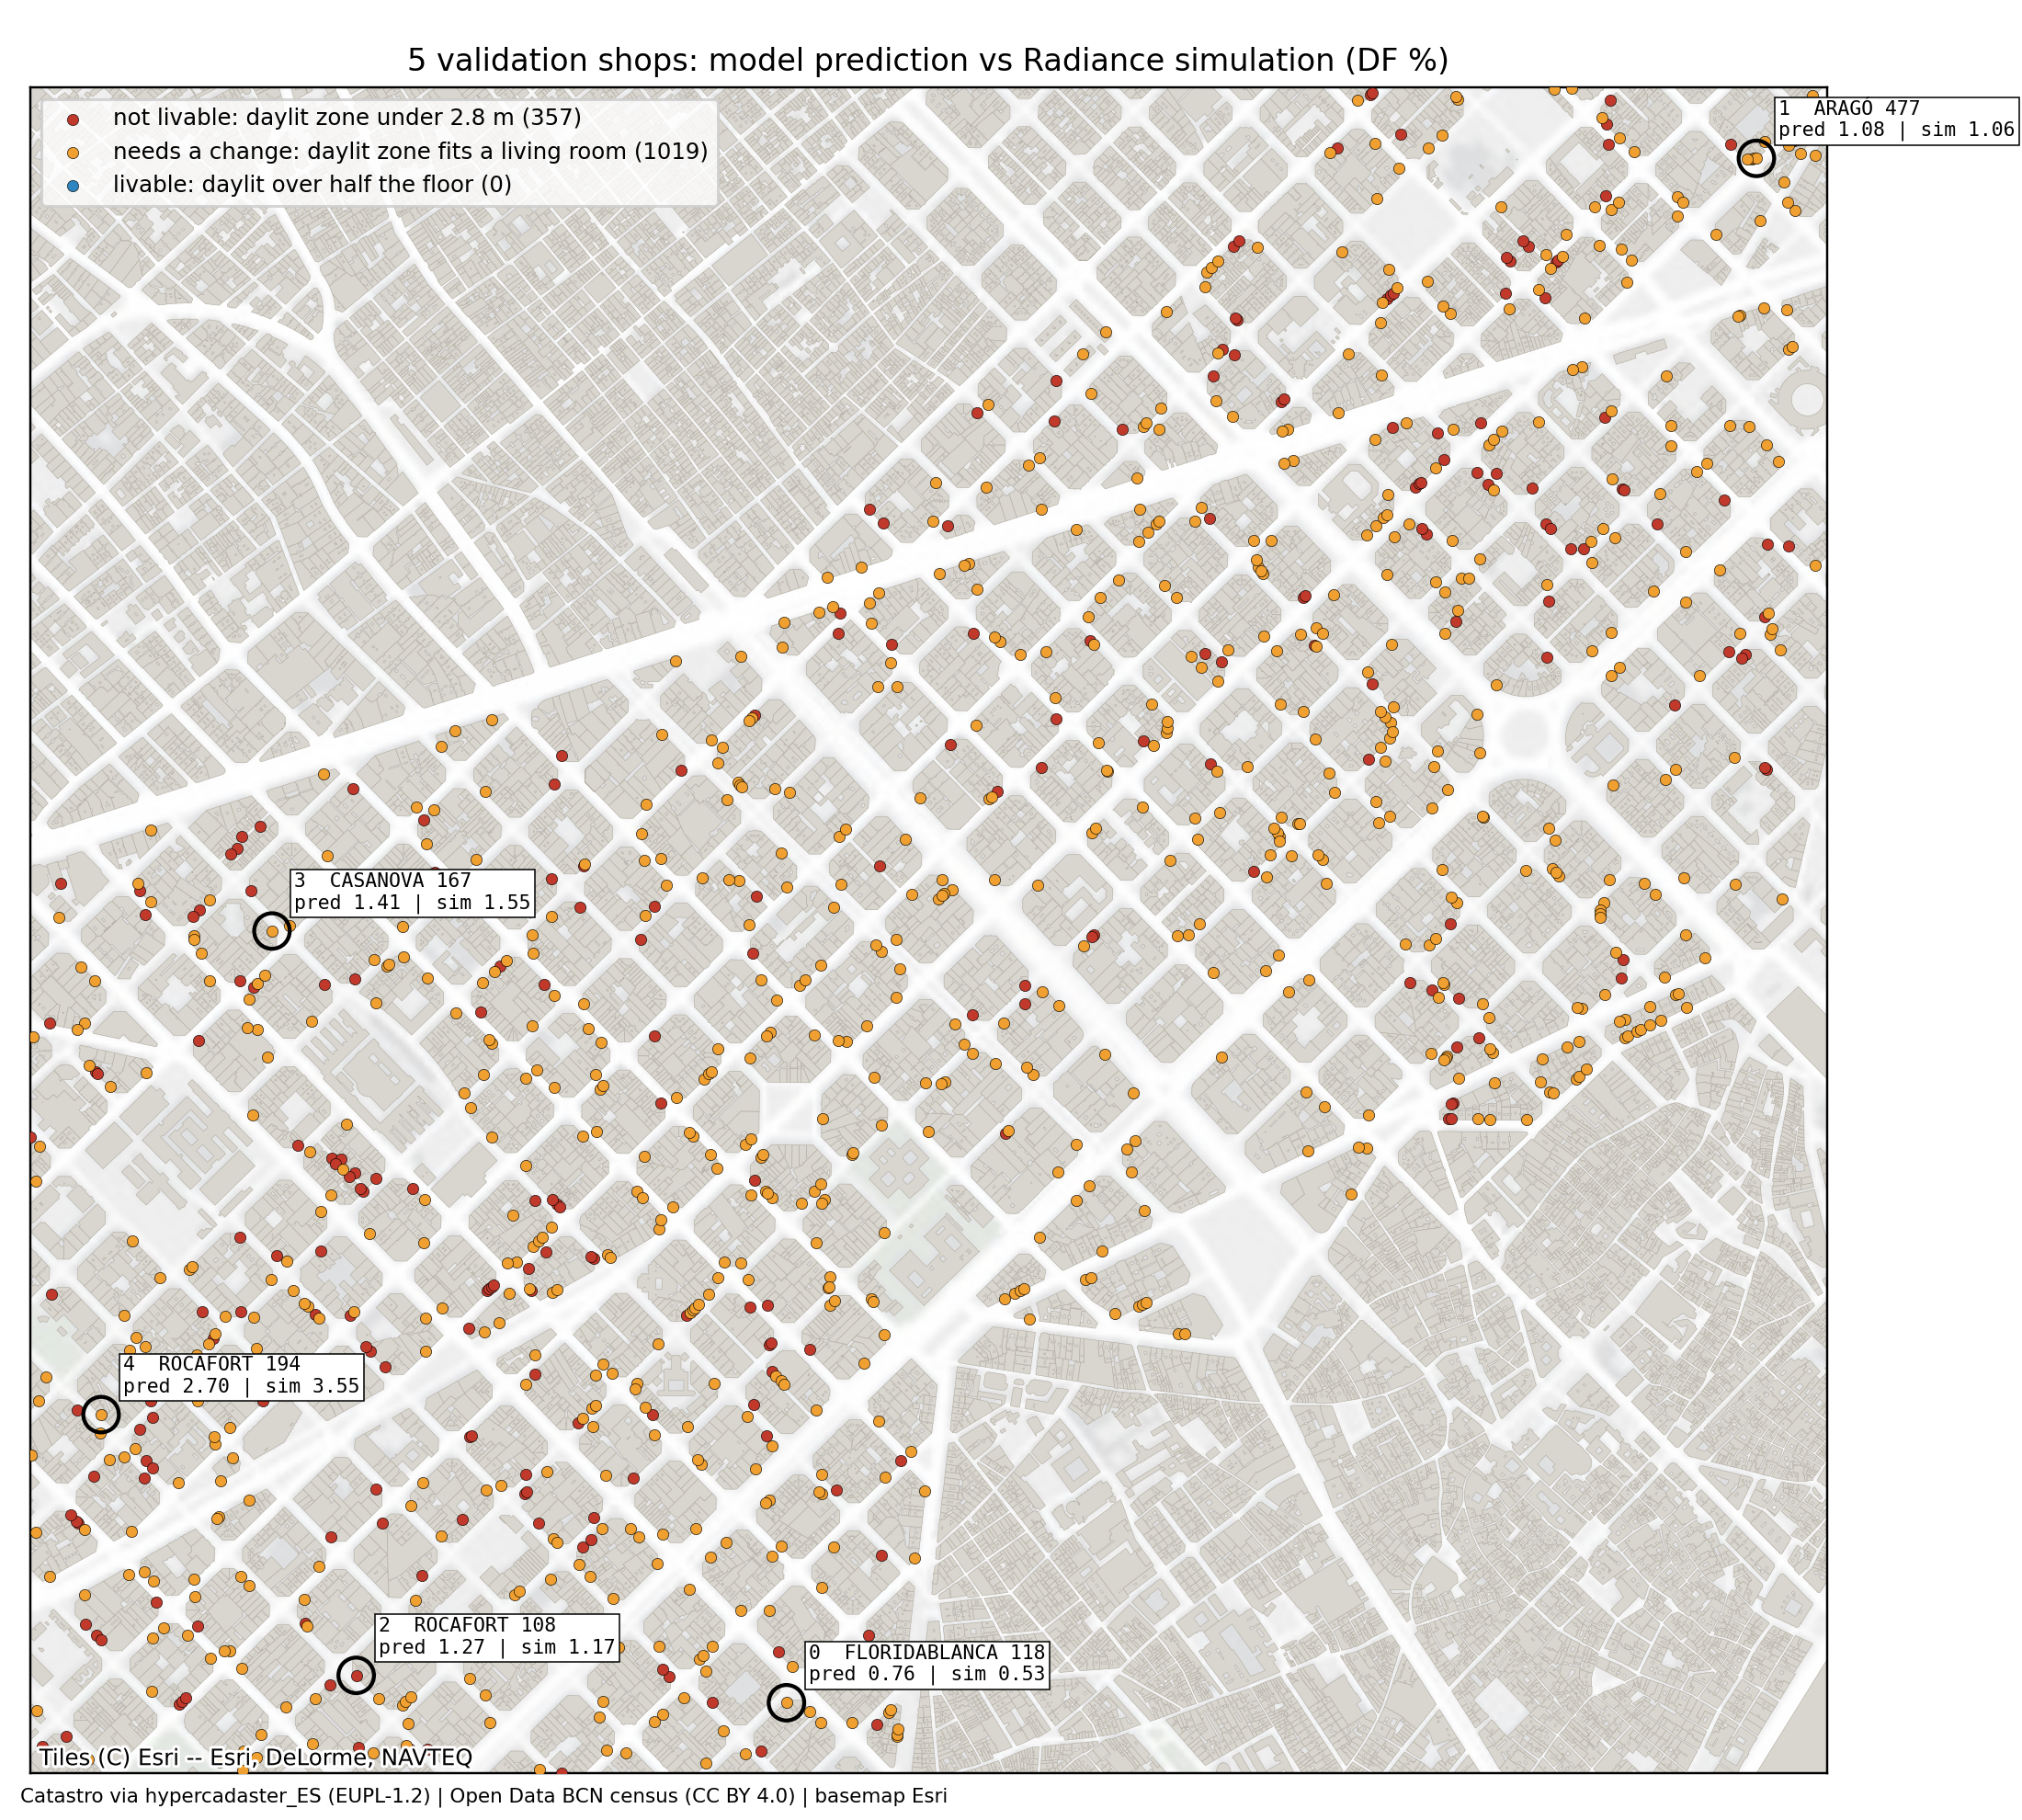 5 validation shops: model prediction vs Radiance simulation (DF %)
not livable: daylit zone under 2.8 m (357)
needs a change: daylit zone fits a living room (1019)
livable: daylit over half the floor (0)
1 ARAGÓ 477
pred 1.08 | sim 1.06
3 CASANOVA 167
pred 1.41 | sim 1.55
4 ROCAFORT 194
pred 2.70 | sim 3.55
2 ROCAFORT 108
pred 1.27 | sim 1.17
0 FLORIDABLANCA 118
pred 0.76 | sim 0.53
Tiles (C) Esri -- Esri, DeLorme, NAVTEQ
Catastro via hypercadaster_ES (EUPL-1.2) | Open Data BCN census (CC BY 4.0) | basemap Esri